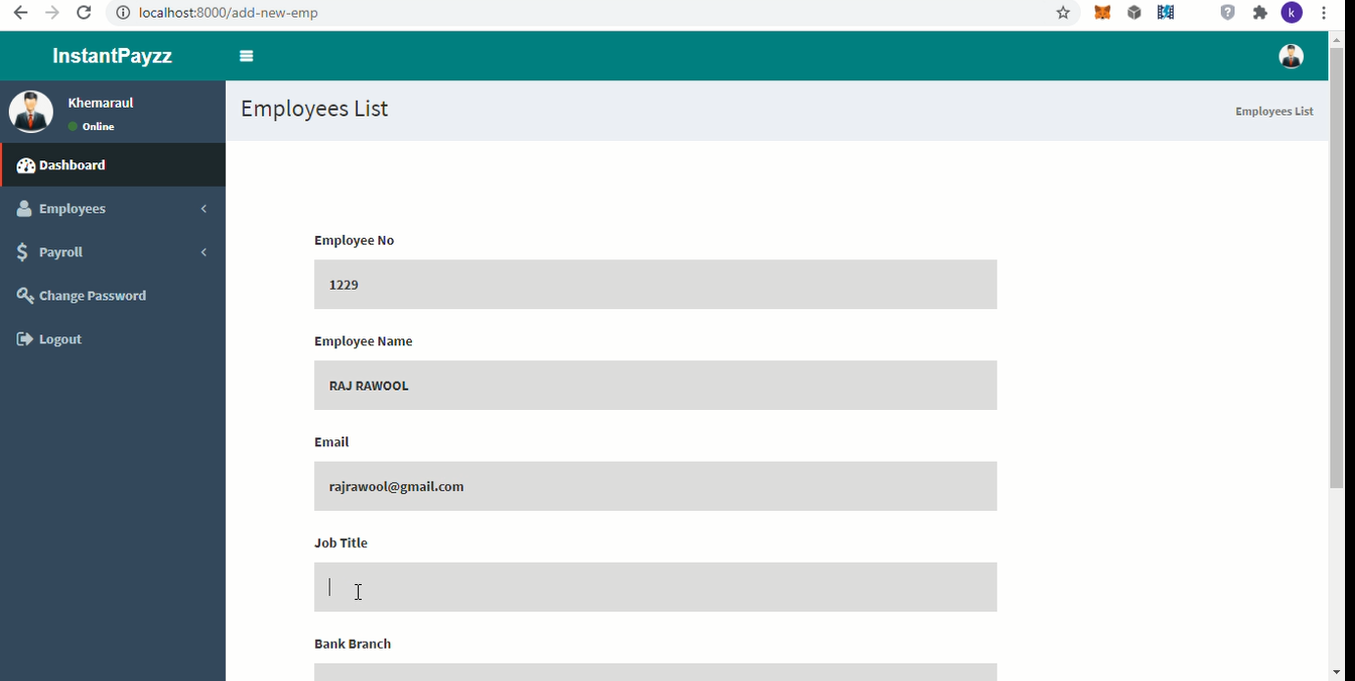 localhost:8000/add-new-emp
k
InstantPayzz
Khemaraul
Online
Dashboard
Employees
Payroll
Change Password
Logout
Employees List
Employees List
Employee No
1229
Employee Name
RAJ RAWOOL
Email
rajrawool@gmail.com
Job Title
Bank Branch